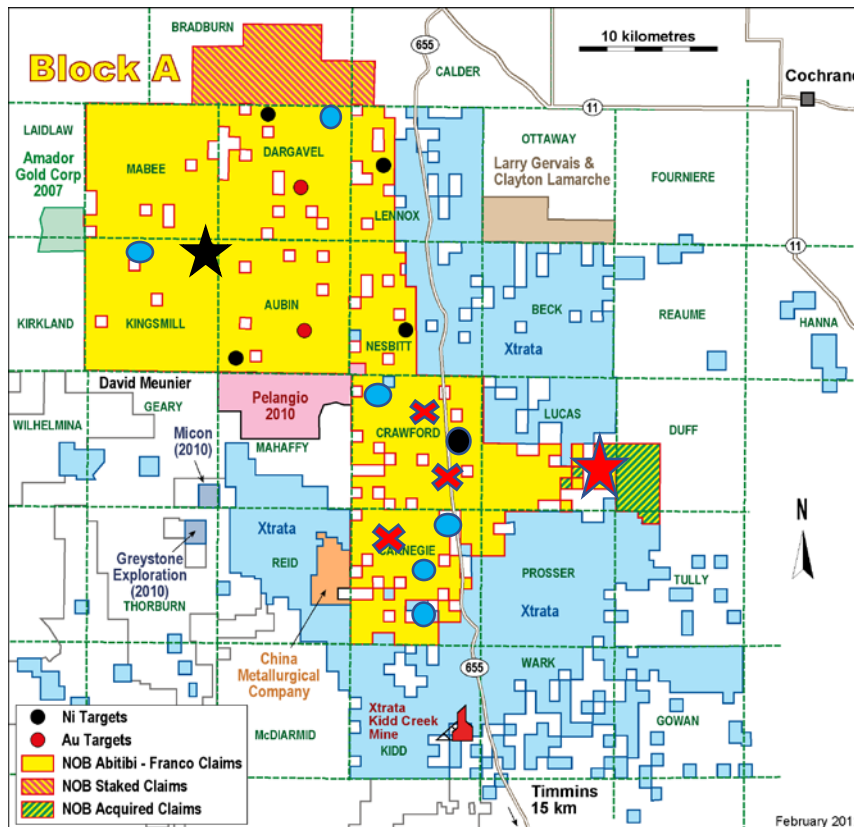 BRADBURN
Block A
655
10 kilometres
CALDER
Cochrane
11
LAIDLAW
Amador
Gold Corp
2007
MABEE
DARGAVEL
OTTAWAY
Larry Gervais &
Clayton Lamarche
FOURNIERE
LENNOX
11
KIRKLAND
KINGSMILL
AUBIN
NESBITT
BECK
Xtrata
REAUME
HANNA
David Meunier
GEARY
Pelangio
2010
WILHELMINA
Micon
(2010)
MAHAFFY
CRAWFORD
LUCAS
DUFF
N
Xtrata
REID
Greystone
Exploration
(2010)
THORBURN
CARNEGIE
PROSSER
Xtrata
TULLY
China
Metallurgical
Company
655
WARK
GOWAN
McDIARMID
Xtrata
Kidd Creek
Mine
KIDD
Ni Targets
Au Targets
NOB Abitibi - Franco Claims
NOB Staked Claims
NOB Acquired Claims
Timmins
15 km
February 201